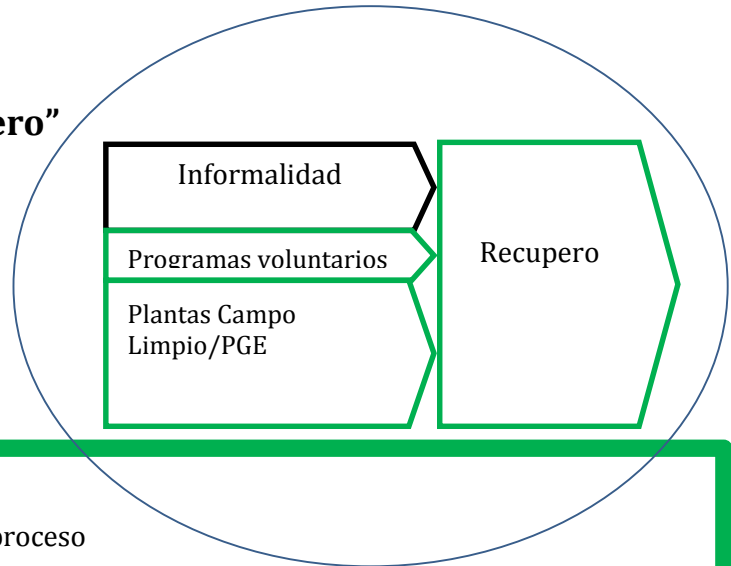 ero”
Informalidad
Programas voluntarios
Recupero
Plantas Campo
Limpio/PGE
proceso